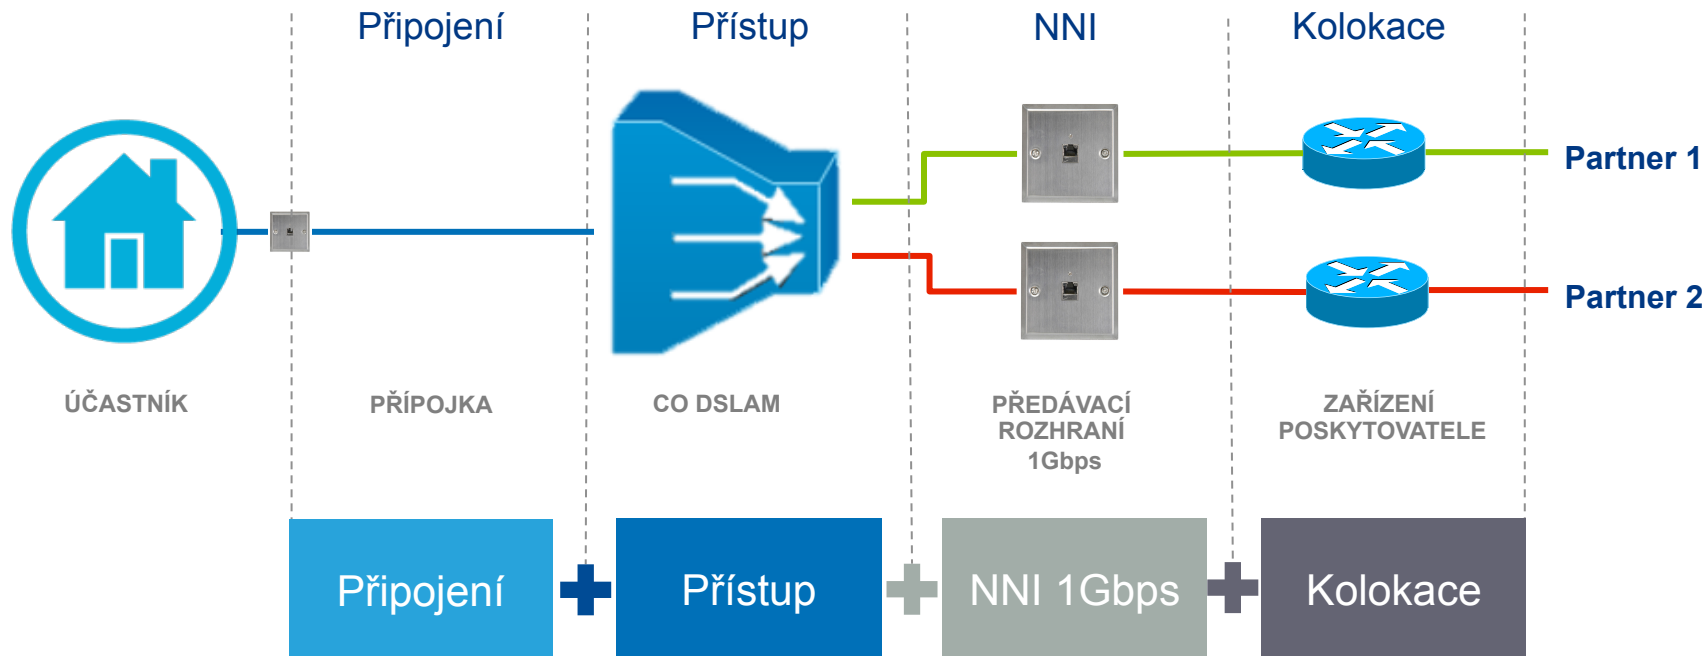 Připojení
Přístup
NNI
Kolokace
Partner 1
Partner 2
ÚČASTNÍK
PŘÍPOJKA
CO DSLAM
PŘEDÁVACÍ
ROZHRANÍ
1Gbps
ZAŘÍZENÍ
POSKYTOVATELE
Připojení
Přístup
NNI 1Gbps
Kolokace